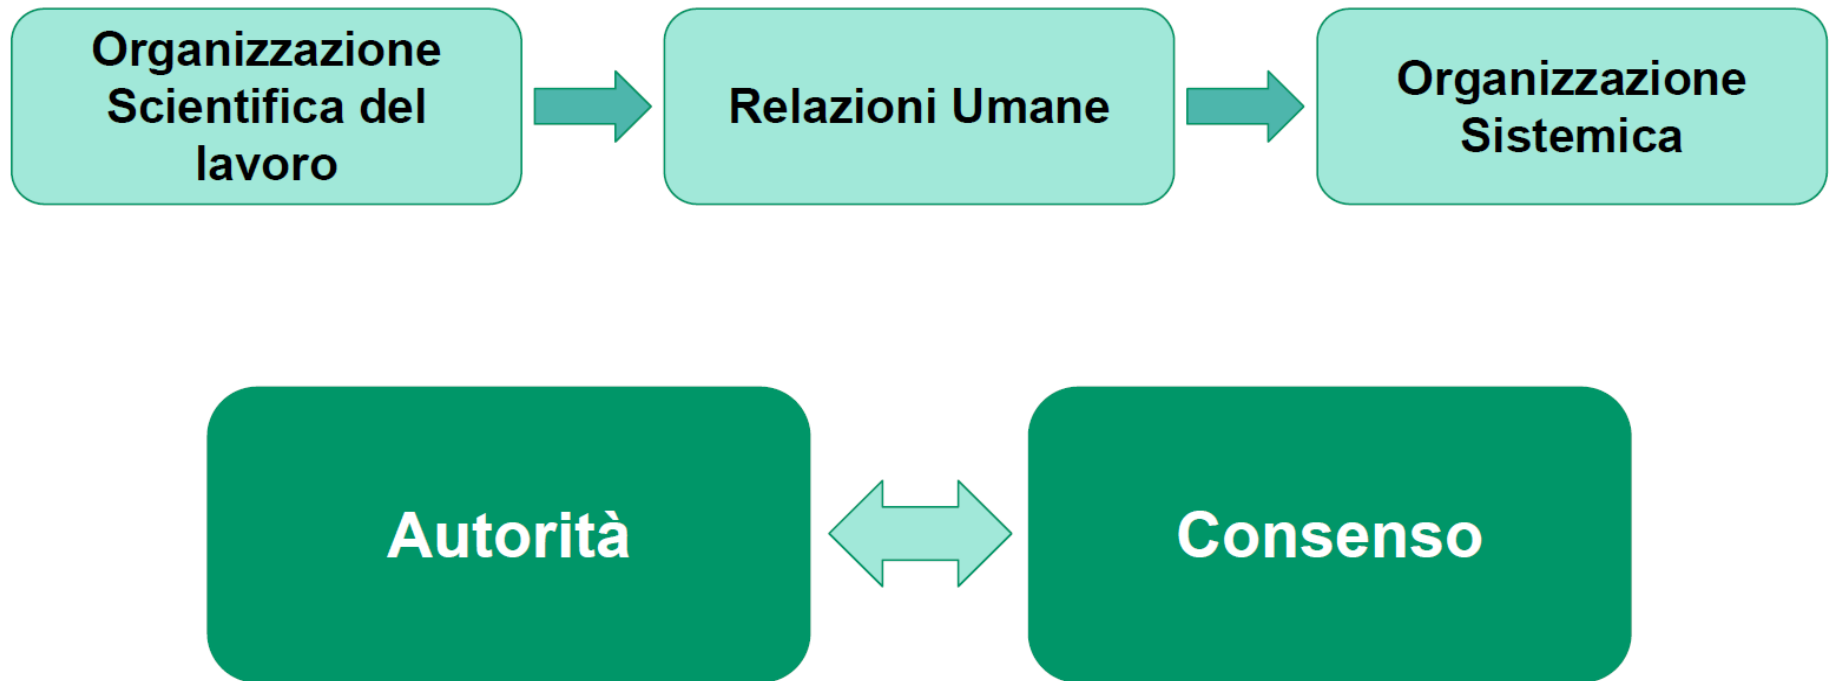 Organizzazione
Scientifica del
lavoro
Relazioni Umane
Organizzazione
Sistemica
Autorità
Consenso